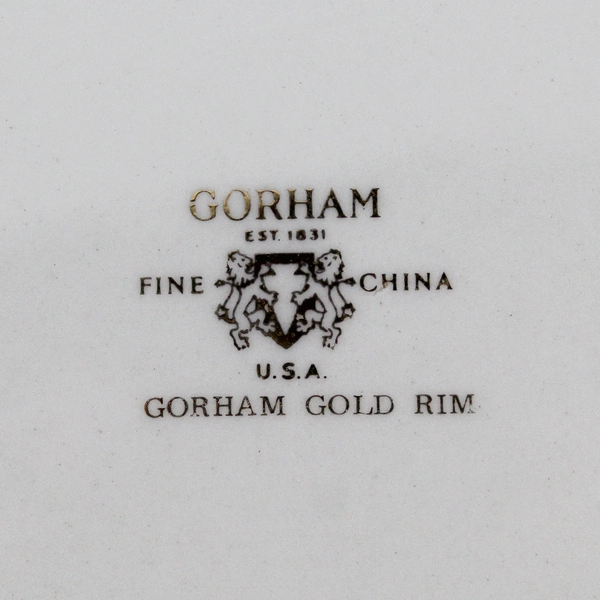 GORHAM
EST. 1831
FINE CHINA
U.S.A.
GORHAM GOLD RIM